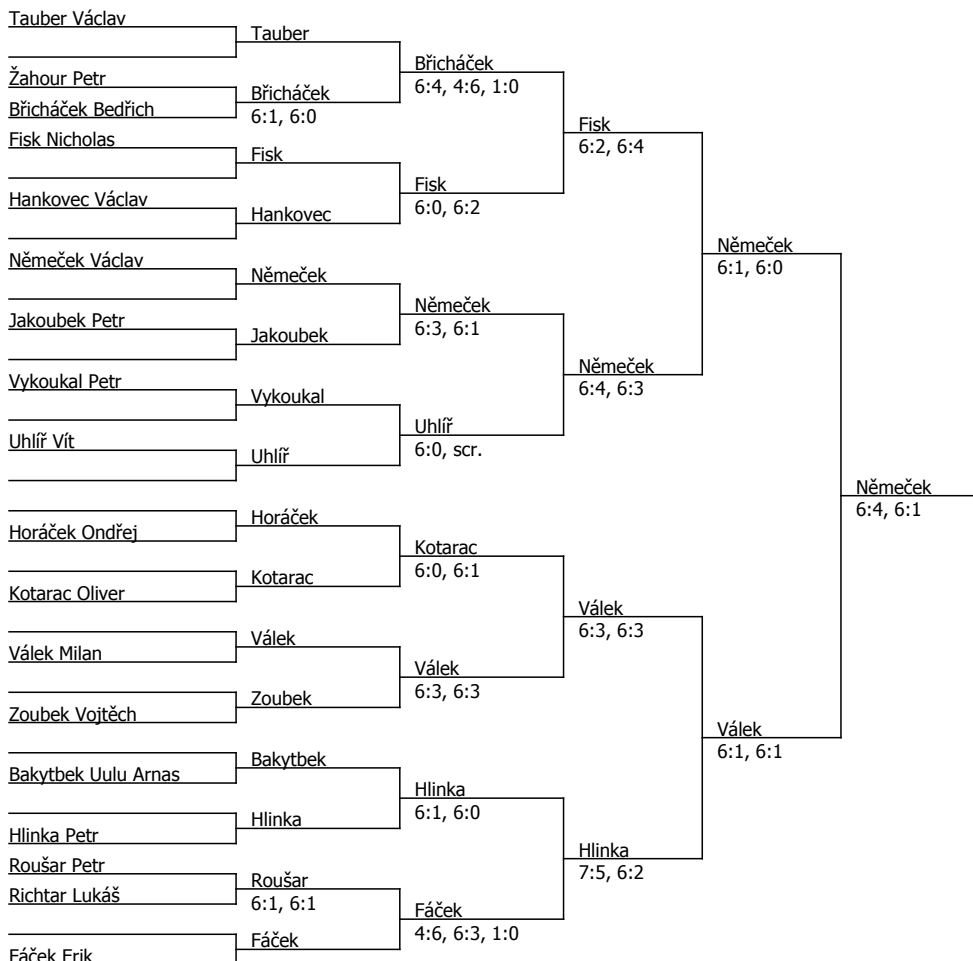 Tauber Václav
Žahour Petr
Břicháček Bedřich
Fisk Nicholas
Hankovec Václav
Němeček Václav
Jakoubek Petr
Vykoukal Petr
Uhlíř Vít
Horáček Ondřej
Kotarac Oliver
Válek Milan
Zoubek Vojtěch
Bakytbek Uulu Arnas
Hlinka Petr
Roušar Petr
Richtar Lukáš
Fáček Erik
Tauber
Břicháček
6:1, 6:0
Fisk
Hankovec
Němeček
Jakoubek
Vykoukal
Uhlíř
Horáček
Kotarac
Válek
Zoubek
Bakytbek
Hlinka
Roušar
6:1, 6:1
Fáček
Břicháček
6:4, 4:6, 1:0
Fisk
6:0, 6:2
Němeček
6:3, 6:1
Uhlíř
6:0, scr.
Kotarac
6:0, 6:1
Válek
6:3, 6:3
Hlinka
6:1, 6:0
Fáček
4:6, 6:3, 1:0
Fisk
6:2, 6:4
Němeček
6:4, 6:3
Válek
6:3, 6:3
Hlinka
7:5, 6:2
Němeček
6:1, 6:0
Válek
6:1, 6:1
Němeček
6:4, 6:1